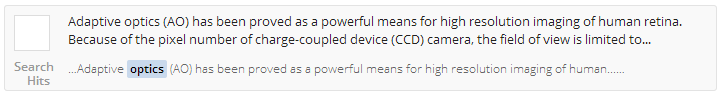 Adaptive optics (AO) has been proved as a powerful means for high resolution imaging of human retina.
Because of the pixel number of charge-coupled device (CCD) camera, the field of view is limited to...
Search
Hits
...Adaptive optics (AO) has been proved as a powerful means for high resolution imaging of human......